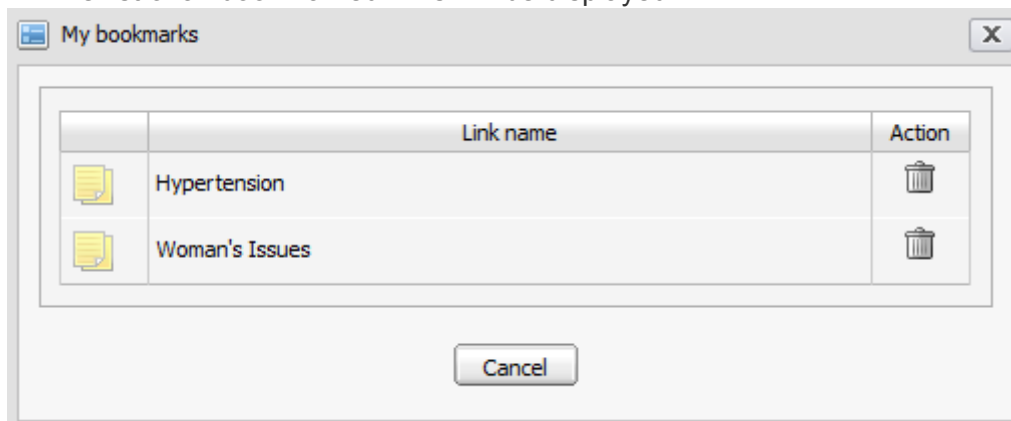 My bookmarks
X
Link name Action
Hypertension
Woman's Issues
Cancel